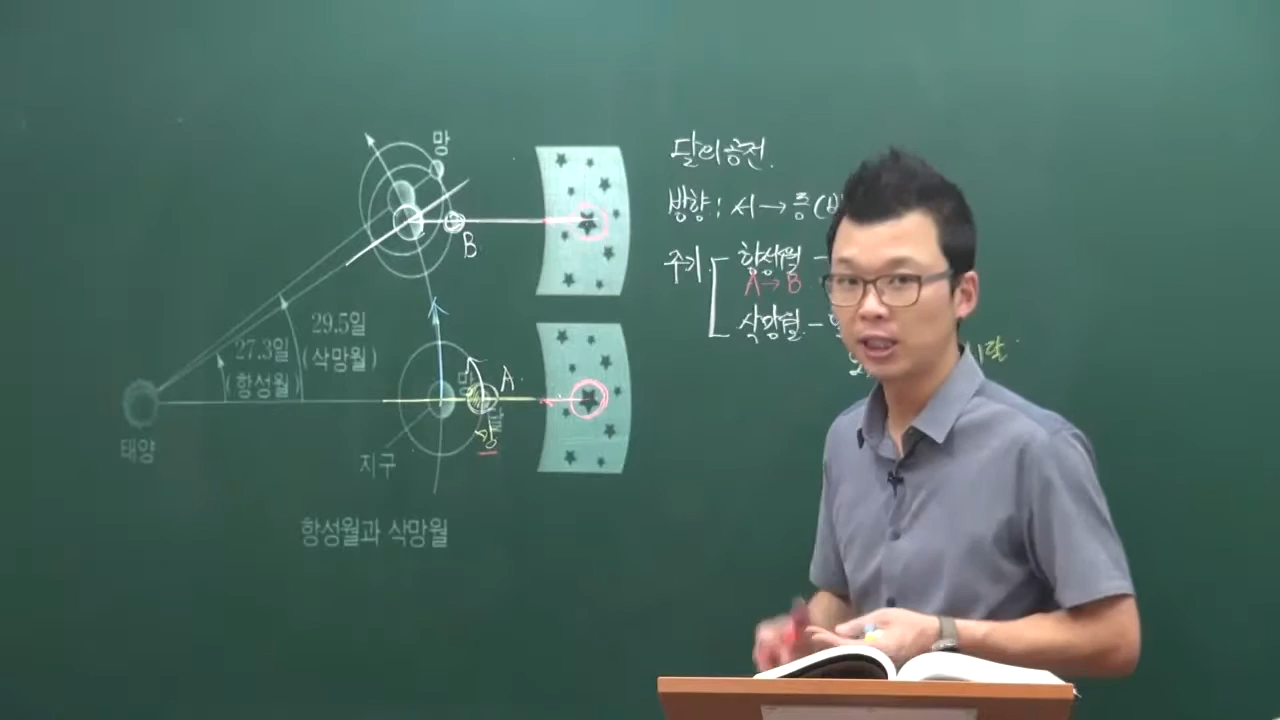 망
B
29.5일
(삭망월)
27.3일
(항성월)
망
A
망
태양
지구
항성월과 삭망월
달의공전.
방향: 서→동(
주기
항성월 -
A→B
삭망월 -